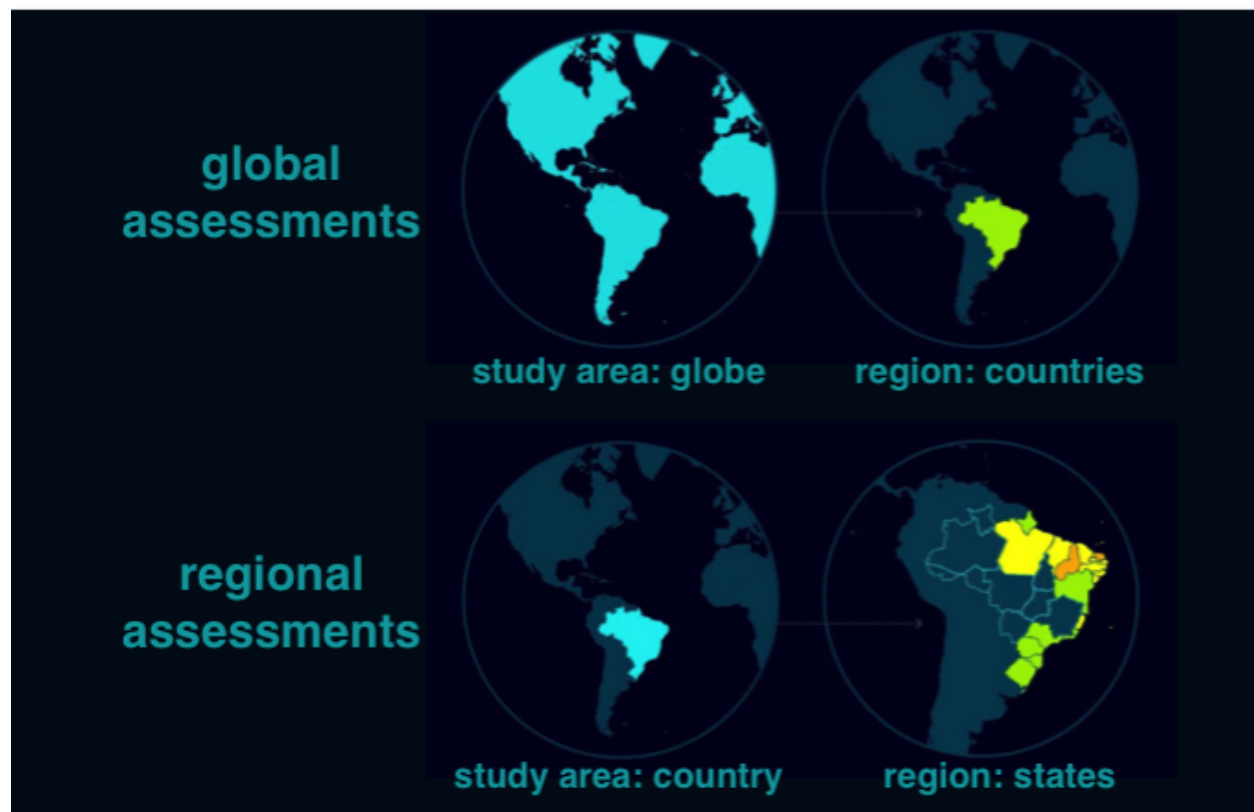 global
assessments
study area: globe
region: countries
regional
assessments
study area: country
region: states